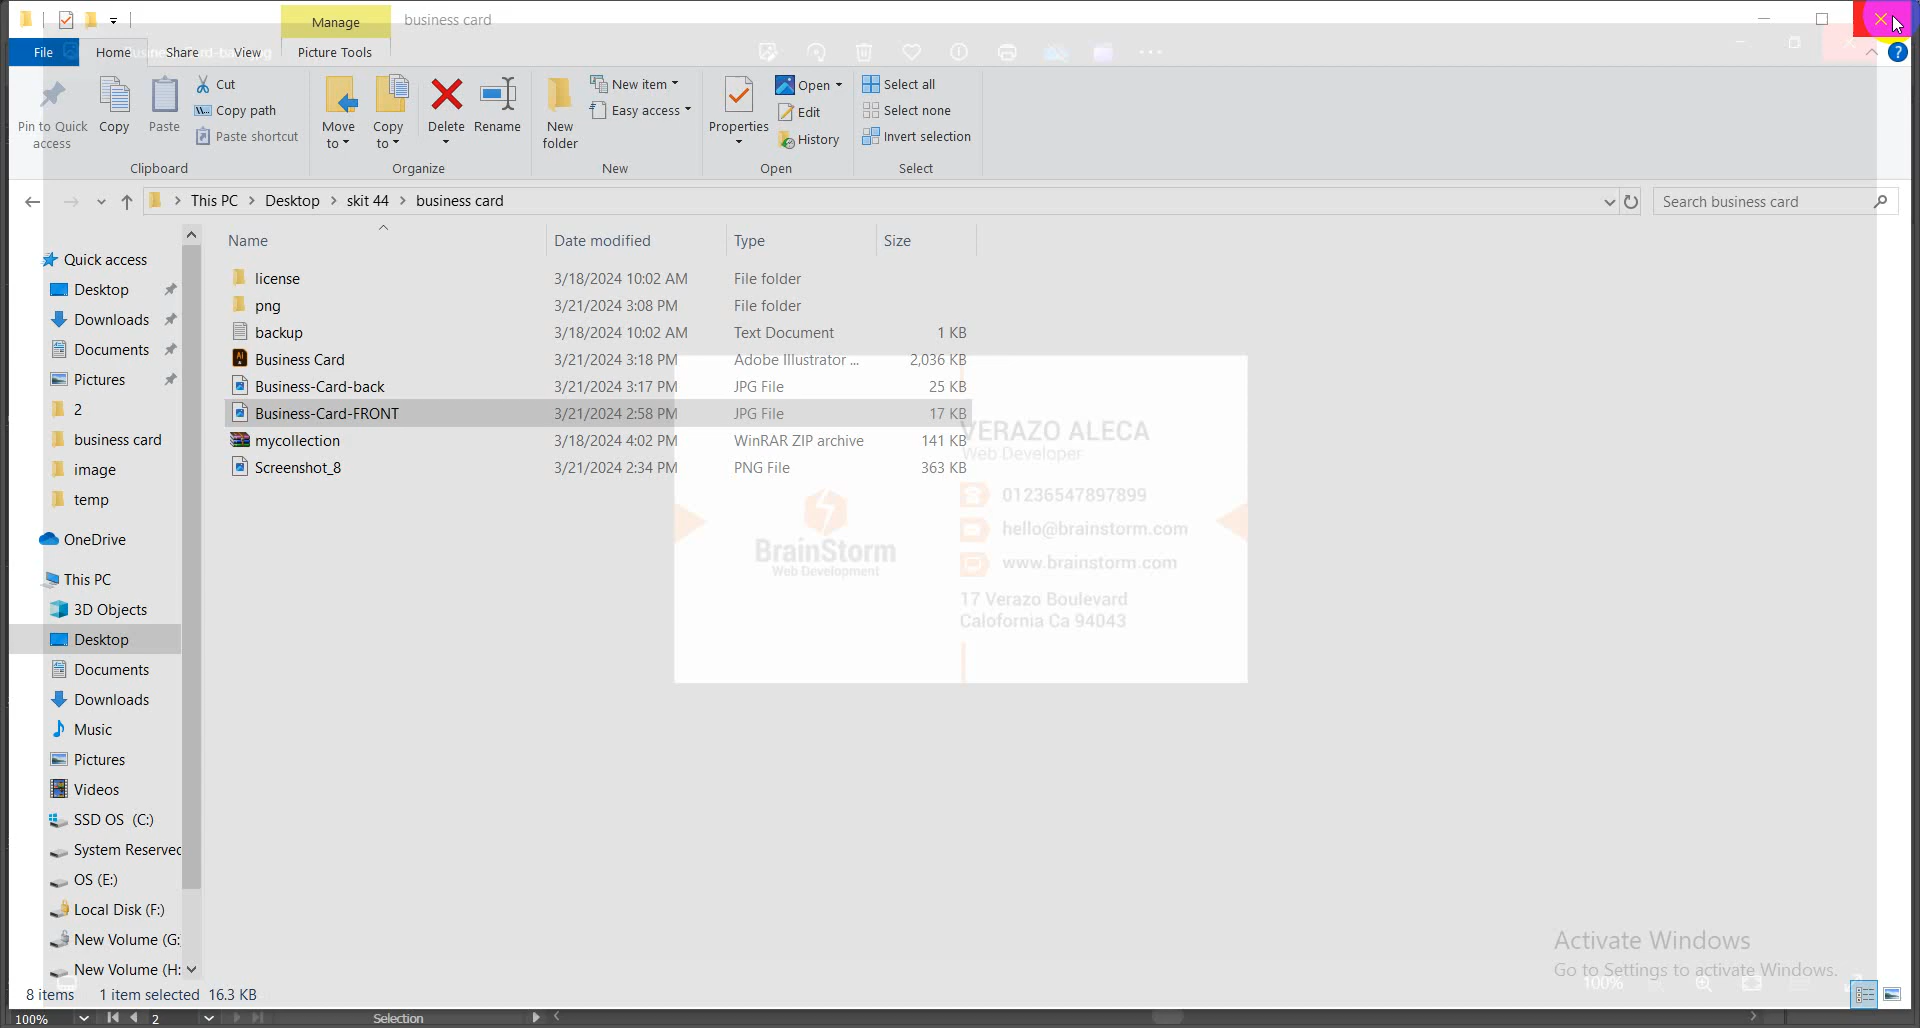 Manage
business card
File
Home
Share
View
Picture Tools
Pin to Quick access
Copy
Paste
Cut
Copy path
Paste shortcut
Clipboard
Move to
Copy to
Delete
Rename
Organize
New folder
New item
Easy access
New
Properties
Open
Edit
History
Open
Select all
Select none
Invert selection
Select
This PC > Desktop > skit 44 > business card
Search business card
Name Date modified Type Size
license 3/18/2024 10:02 AM File folder
png 3/21/2024 3:08 PM File folder
backup 3/18/2024 10:02 AM Text Document 1 KB
Business Card 3/21/2024 3:18 PM Adobe Illustrator ... 2,036 KB
Business-Card-back 3/21/2024 3:17 PM JPG File 25 KB
Business-Card-FRONT 3/21/2024 2:58 PM JPG File 17 KB
mycollection 3/18/2024 4:02 PM WinRAR ZIP archive 141 KB
Screenshot_8 3/21/2024 2:34 PM PNG File 363 KB
Quick access
Desktop
Downloads
Documents
Pictures
2
business card
image
temp
OneDrive
This PC
3D Objects
Desktop
Documents
Downloads
Music
Pictures
Videos
SSD OS (C:)
System Reserved
OS (E:)
Local Disk (F:)
New Volume (G:
New Volume (H:
BrainStorm
Web Development
VERAZO ALECA
Web Developer
01236547897899
hello@brainstorm.com
www.brainstorm.com
17 Verazo Boulevard
Calofornia Ca 94043
Activate Windows
Go to Settings to activate Windows.
100%
8 items 1 item selected 16.3 KB
100% 2 Selection